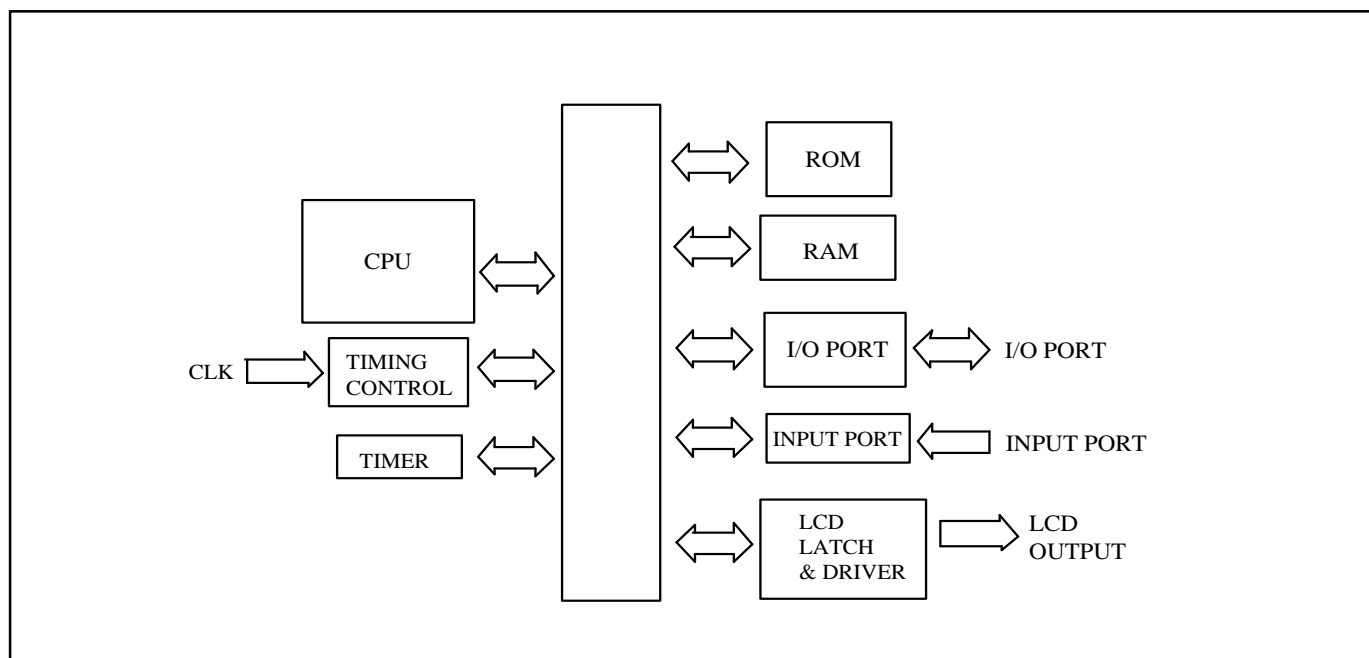 ROM
CPU
RAM
CLK
TIMING
CONTROL
I/O PORT
I/O PORT
TIMER
INPUT PORT
INPUT PORT
LCD
LATCH
& DRIVER
LCD
OUTPUT